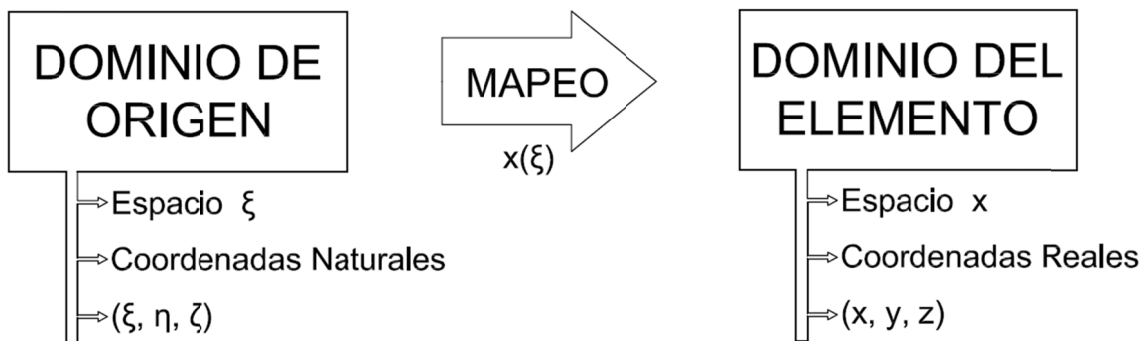 DOMINIO DE
ORIGEN
Espacio ξ
Coordenadas Naturales
(ξ, η, ζ)
MAPEO
x(ξ)
DOMINIO DEL
ELEMENTO
Espacio x
Coordenadas Reales
(x, y, z)